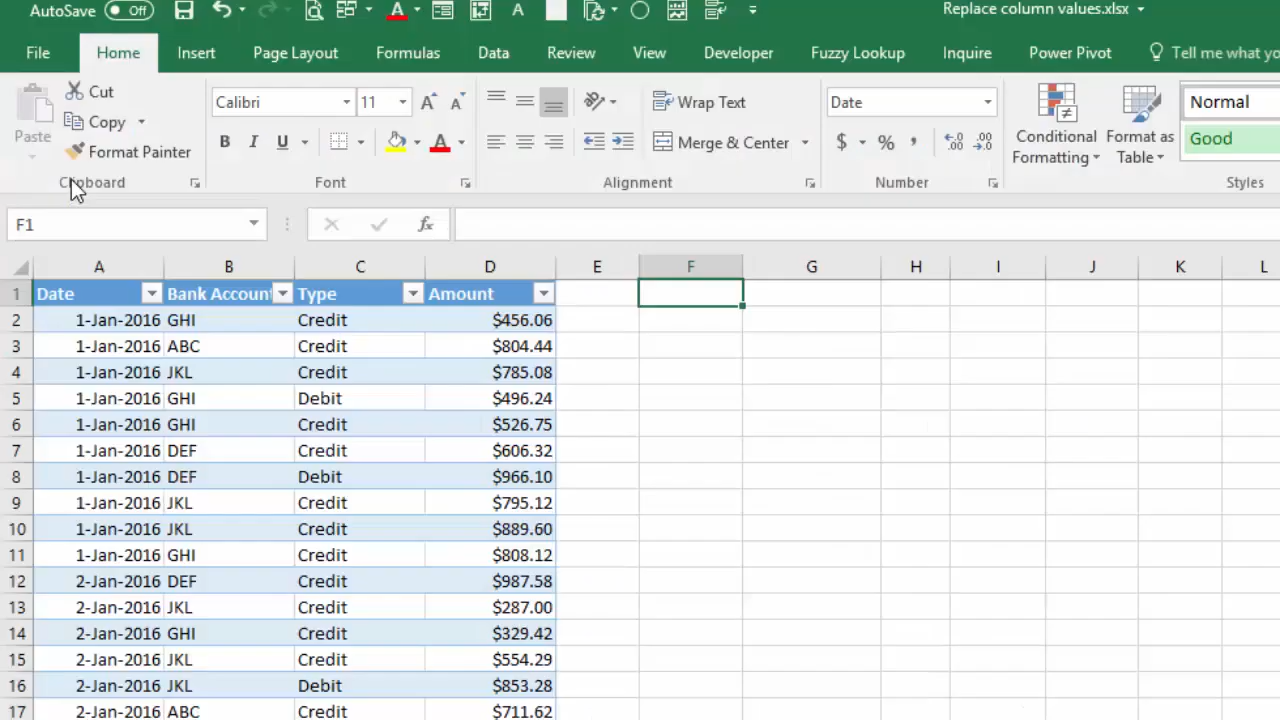 AutoSave Off A Replace column values.xlsx
File Home Insert Page Layout Formulas Data Review View Developer Fuzzy Lookup Inquire Power Pivot Tell me what you
Paste Cut Copy Format Painter Clipboard
Calibri 11 A A B I U A Font
Wrap Text Merge & Center Alignment
Date $ % , Number
Conditional Formatting Format as Table Normal Good Styles
F1 fx
A B C D E F G H I J K L
1 Date Bank Account Type Amount
2 1-Jan-2016 GHI Credit $456.06
3 1-Jan-2016 ABC Credit $804.44
4 1-Jan-2016 JKL Credit $785.08
5 1-Jan-2016 GHI Debit $496.24
6 1-Jan-2016 GHI Credit $526.75
7 1-Jan-2016 DEF Credit $606.32
8 1-Jan-2016 DEF Debit $966.10
9 1-Jan-2016 JKL Credit $795.12
10 1-Jan-2016 JKL Credit $889.60
11 1-Jan-2016 GHI Credit $808.12
12 2-Jan-2016 DEF Credit $987.58
13 2-Jan-2016 JKL Credit $287.00
14 2-Jan-2016 GHI Credit $329.42
15 2-Jan-2016 JKL Credit $554.29
16 2-Jan-2016 JKL Debit $853.28
17 2-Jan-2016 ABC Credit $711.62